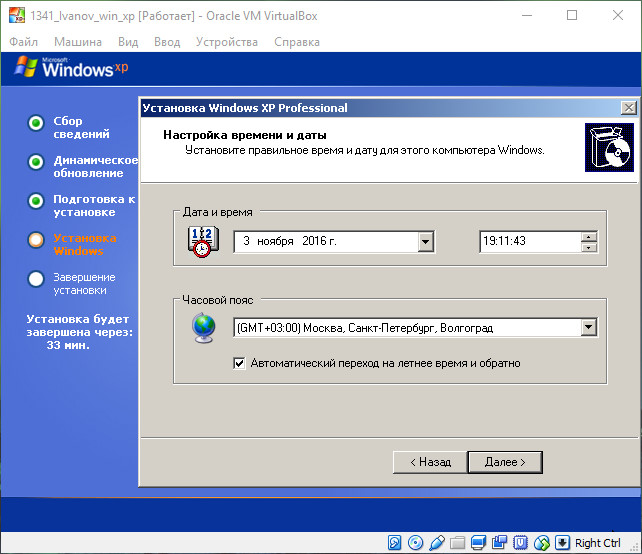 1341_Ivanov_win_xp [Работает] - Oracle VM VirtualBox
Файл Машина Вид Ввод Устройства Справка
Microsoft
Windows xp
Сбор
сведений
Динамическое
обновление
Подготовка к
установке
Установка
Windows
Завершение
установки
Установка будет
завершена через:
33 мин.
Установка Windows XP Professional
Настройка времени и даты
Установите правильное время и дату для этого компьютера Windows.
Дата и время
3 ноября 2016 г.
19:11:43
Часовой пояс
(GMT+03:00) Москва, Санкт-Петербург, Волгоград
Автоматический переход на летнее время и обратно
< Назад
Далее >
Right Ctrl